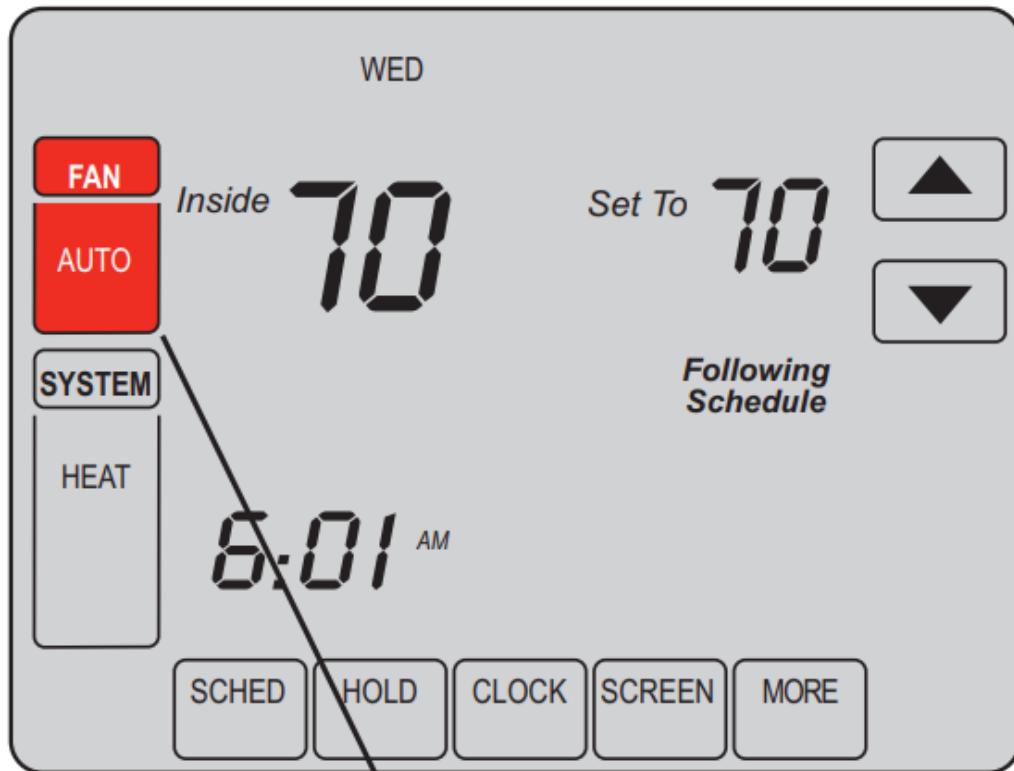 WED
FAN
AUTO
Inside 70
Set To 70
Following
Schedule
SYSTEM
HEAT
6:01 AM
SCHED HOLD CLOCK SCREEN MORE